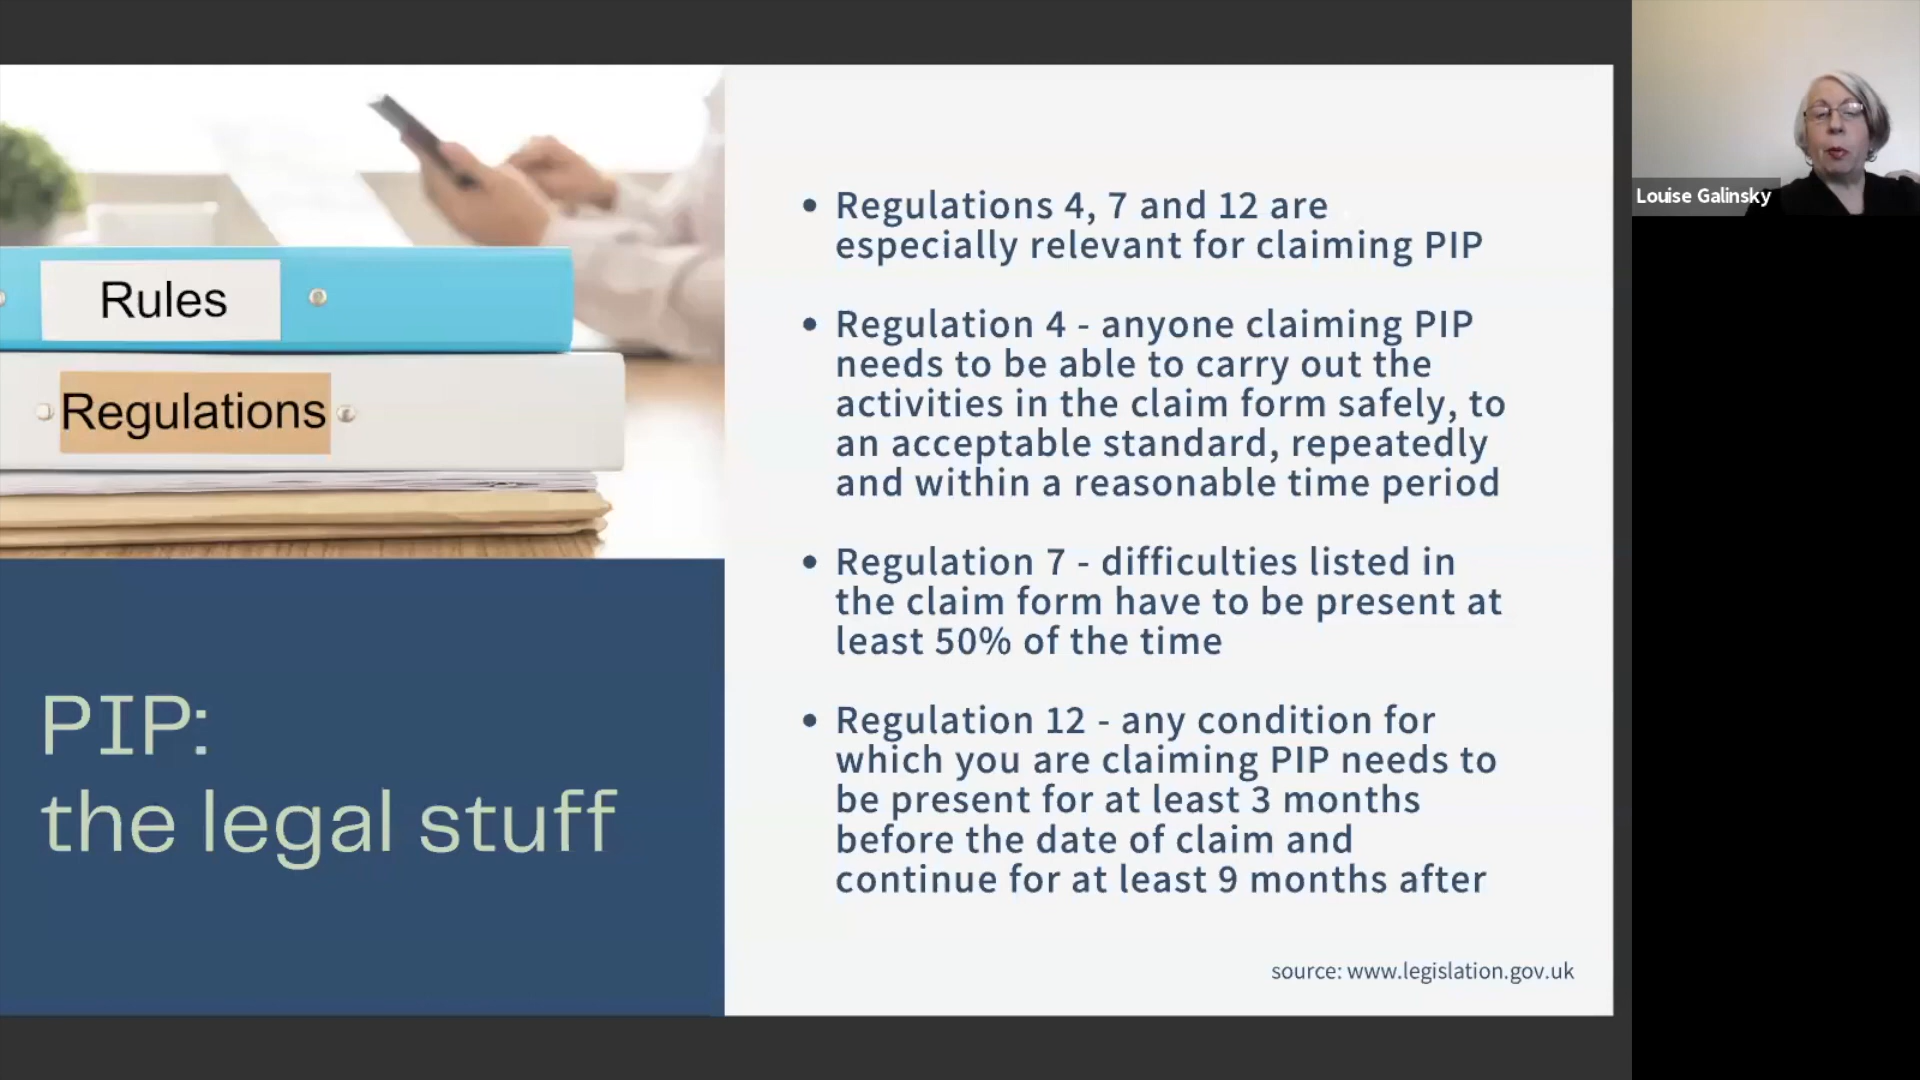 Rules
Regulations
PIP:
the legal stuff
• Regulations 4, 7 and 12 are
especially relevant for claiming PIP
• Regulation 4 - anyone claiming PIP
needs to be able to carry out the
activities in the claim form safely, to
an acceptable standard, repeatedly
and within a reasonable time period
• Regulation 7 - difficulties listed in
the claim form have to be present at
least 50% of the time
• Regulation 12 - any condition for
which you are claiming PIP needs to
be present for at least 3 months
before the date of claim and
continue for at least 9 months after
source: www.legislation.gov.uk
Louise Galinsky